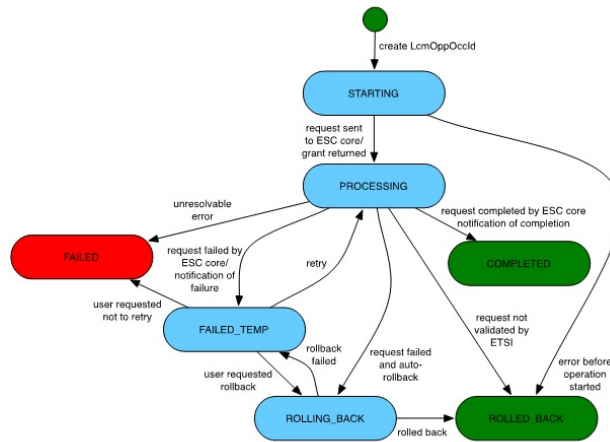 create LcmOppOccId
STARTING
request sent
to ESC core/
grant returned
PROCESSING
unresolvable
error
request completed by ESC core
notification of completion
FAILED
request failed by
ESC core/
notification of
failure
retry
COMPLETED
user requested
not to retry
FAILED_TEMP
request not
validated by
ETSI
rollback
failed
request failed
and auto-
rollback
error before
operation
started
user requested
rollback
ROLLING_BACK
rolled back
ROLLED_BACK